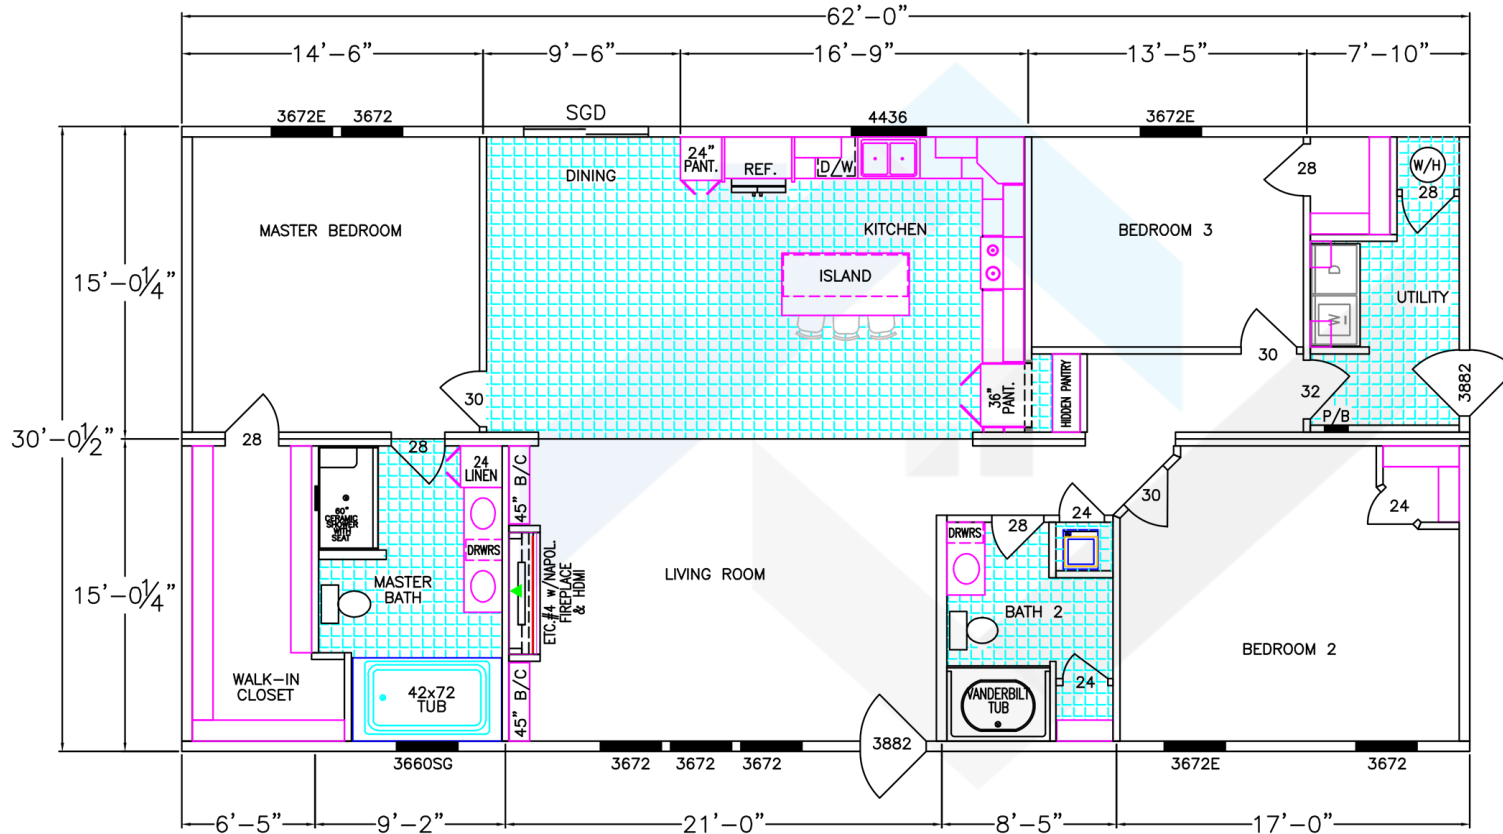 62'-0"
14'-6"
9'-6"
16'-9"
13'-5"
7'-10"
3672E
3672
SGD
4436
3672E
24"
PANT.
REF.
D/W
W/H
28
28
DINING
MASTER BEDROOM
KITCHEN
BEDROOM 3
15'-0¼"
ISLAND
D
UTILITY
W
30
30
32
3882
36"
PANT.
HIDDEN PANTRY
P/B
30'-0½"
28
28
24
LINEN
45" B/C
60"
CERAMIC
SHOWER
WITH
SEAT
DRWRS
30
24
24
28
DRWRS
15'-0¼"
MASTER
BATH
ETC.#4 w/NAPOL.
FIREPLACE
& HDMI
LIVING ROOM
BATH 2
BEDROOM 2
WALK-IN
CLOSET
42x72
TUB
45" B/C
24
VANDERBILT
TUB
3882
3660SG
3672
3672
3672
3672E
3672
6'-5"
9'-2"
21'-0"
8'-5"
17'-0"